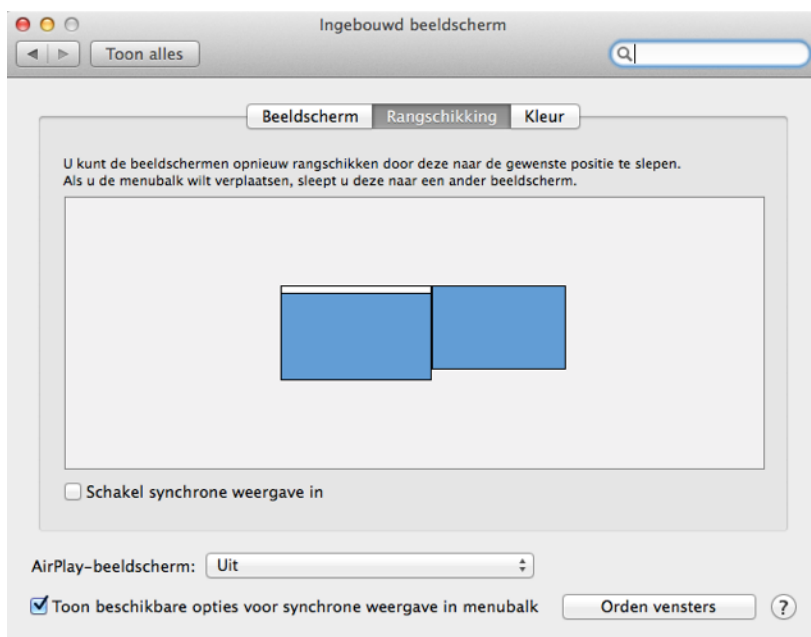 Ingebouwd beeldscherm
Toon alles
Beeldscherm Rangschikking Kleur
U kunt de beeldschermen opnieuw rangschikken door deze naar de gewenste positie te slepen.
Als u de menubalk wilt verplaatsen, sleept u deze naar een ander beeldscherm.
Schakel synchrone weergave in
AirPlay-beeldscherm: Uit
Toon beschikbare opties voor synchrone weergave in menubalk Orden vensters ?